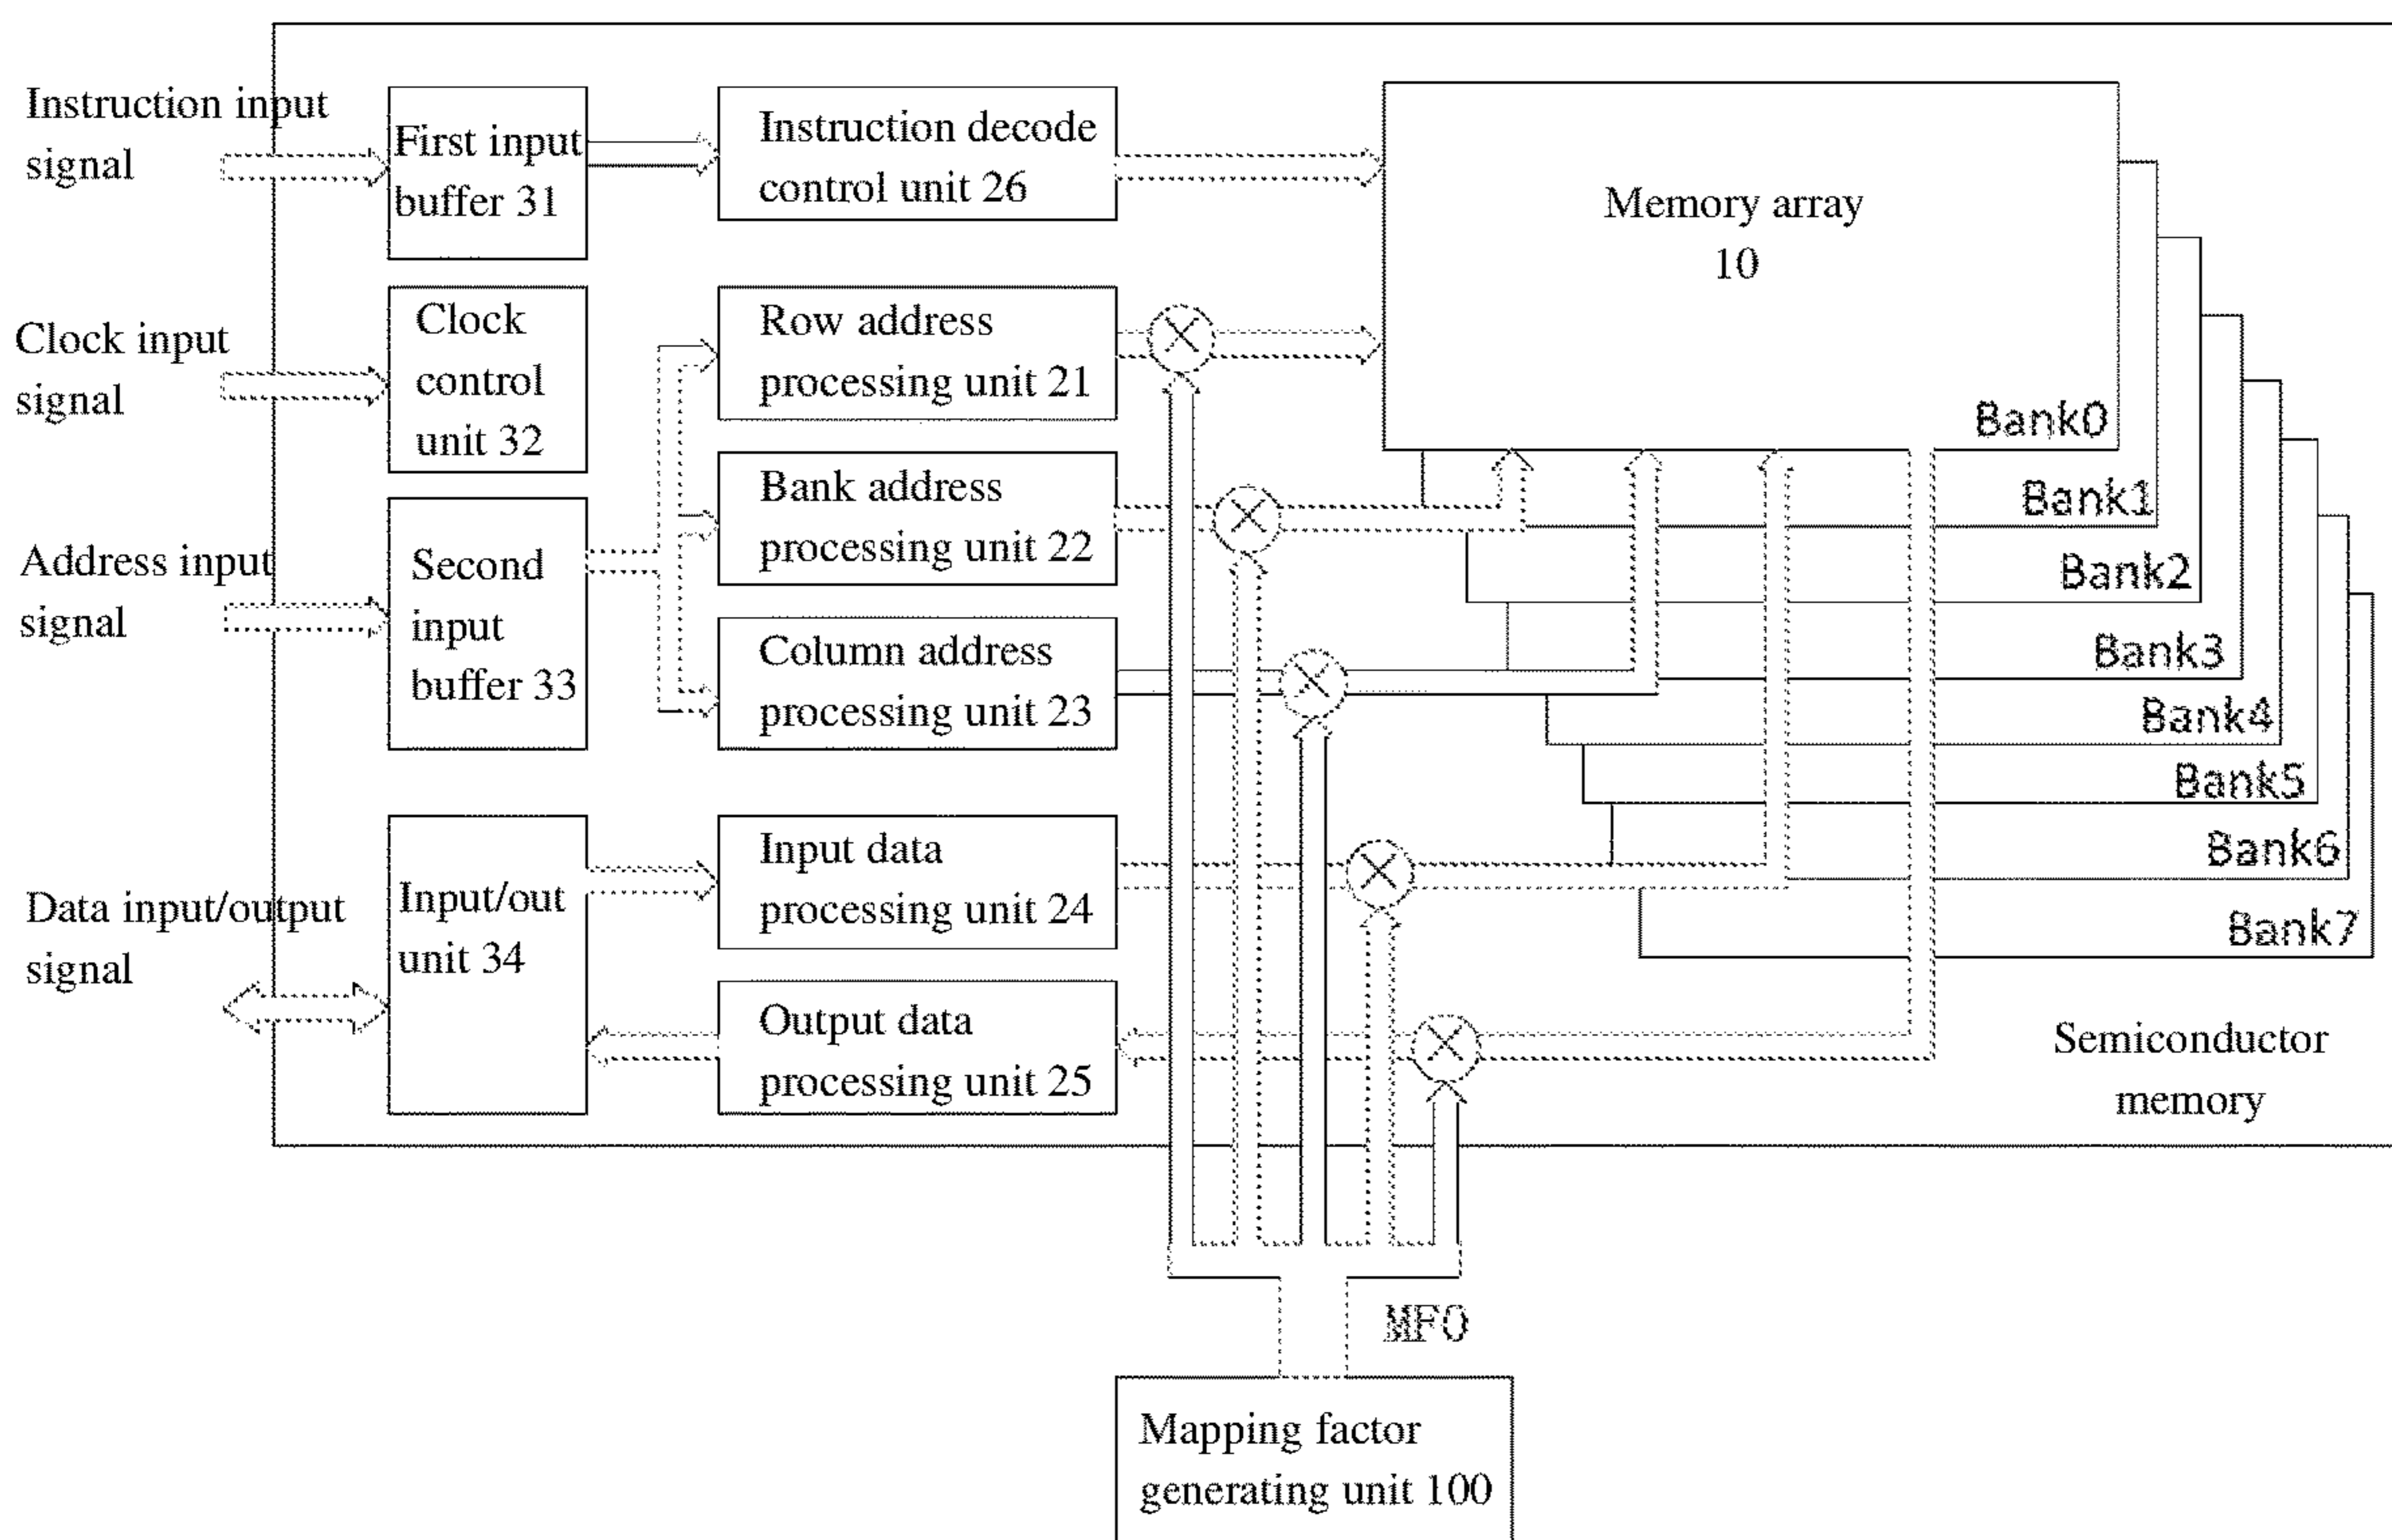 Instruction input
signal
First input
buffer 31
Instruction decode
control unit 26
Memory array
10
Clock input
signal
Clock
control
unit 32
Row address
processing unit 21
Bank0
Bank address
processing unit 22
Bank1
Address input
signal
Second
input
buffer 33
Bank2
Column address
processing unit 23
Bank3
Bank4
Bank5
Data input/output
signal
Input/out
unit 34
Input data
processing unit 24
Bank6
Bank7
Output data
processing unit 25
Semiconductor
memory
MF0
Mapping factor
generating unit 100